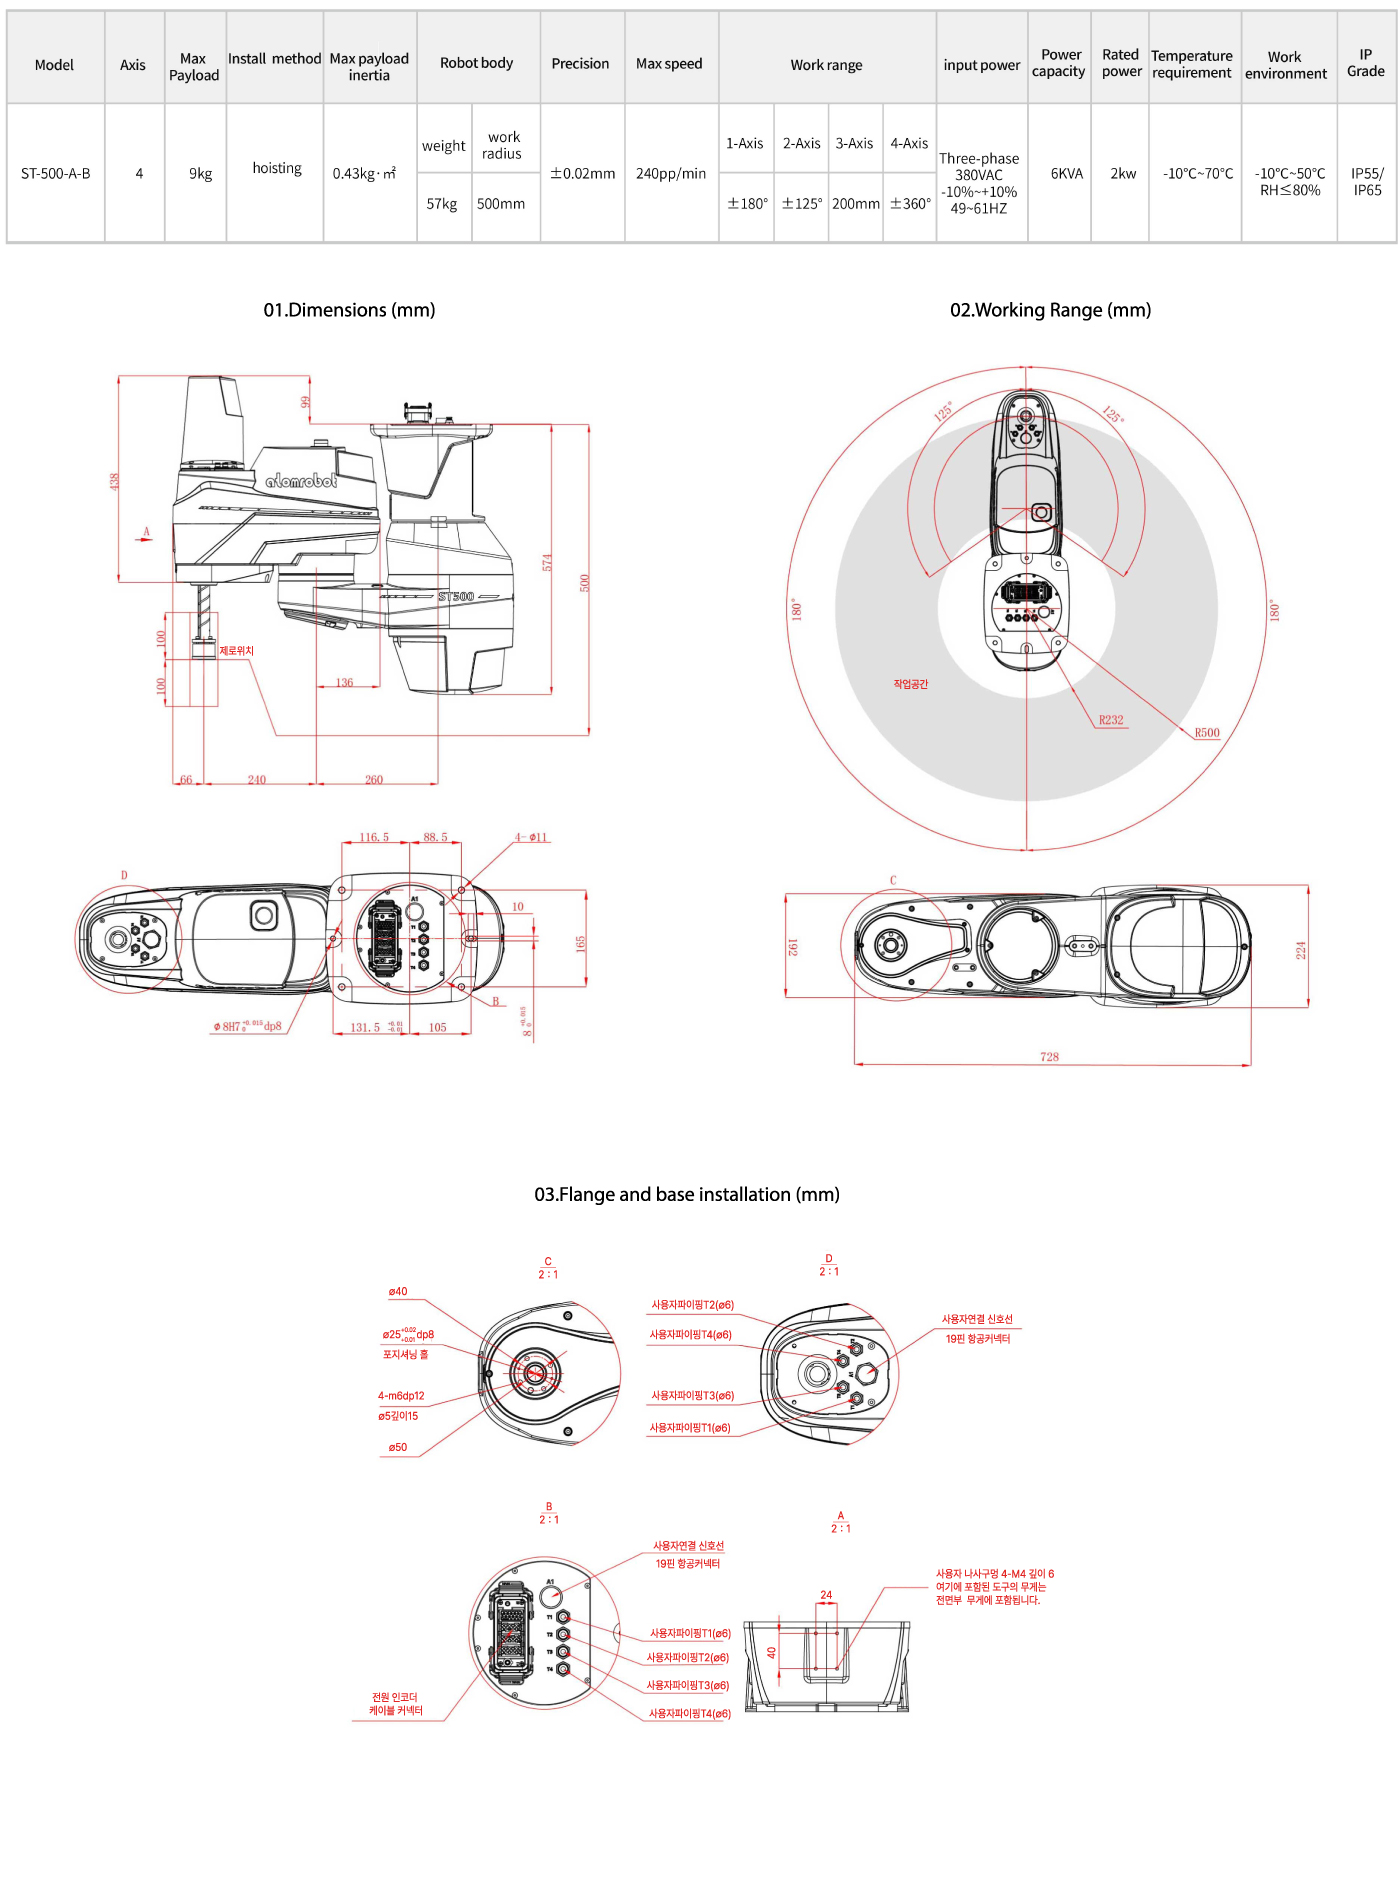 Model
Axis
Max
Payload
Install method
Max payload
inertia
Robot body
Precision
Max speed
Work range
input power
Power
capacity
Rated
power
Temperature
requirement
Work
environment
IP
Grade
ST-500-A-B
4
9kg
hoisting
0.43kg·㎡
weight
work
radius
57kg
500mm
±0.02mm
240pp/min
1-Axis
2-Axis
3-Axis
4-Axis
±180°
±125°
200mm
±360°
Three-phase
380VAC
-10%~+10%
49~61HZ
6KVA
2kw
-10°C~70°C
-10°C~50°C
RH≤80%
IP55/
IP65
01.Dimensions (mm)
02.Working Range (mm)
438
99
atomrobot
A
574
500
ST500
100
제로위치
100
136
66
240
260
125°
125°
180°
180°
작업공간
R232
R500
116.5
88.5
4-ø11
D
A1
10
T1
T2
T3
T4
165
B
ø8H7 +0.015 0 dp8
131.5 +0.01 -0.01
105
8 +0.015 0
C
192
224
728
03.Flange and base installation (mm)
C
2 : 1
ø40
ø25 +0.02 +0.01 dp8
포지셔닝 홀
4-m6dp12
ø5깊이15
ø50
D
2 : 1
사용자파이핑T2(ø6)
사용자파이핑T4(ø6)
사용자파이핑T3(ø6)
사용자파이핑T1(ø6)
A1
사용자연결 신호선
19핀 항공커넥터
B
2 : 1
사용자연결 신호선
19핀 항공커넥터
A1
T1
T2
T3
T4
사용자파이핑T1(ø6)
사용자파이핑T2(ø6)
사용자파이핑T3(ø6)
사용자파이핑T4(ø6)
전원 인코더
케이블 커넥터
A
2 : 1
사용자 나사구멍 4-M4 깊이 6
여기에 포함된 도구의 무게는
전면부 무게에 포함됩니다.
24
40